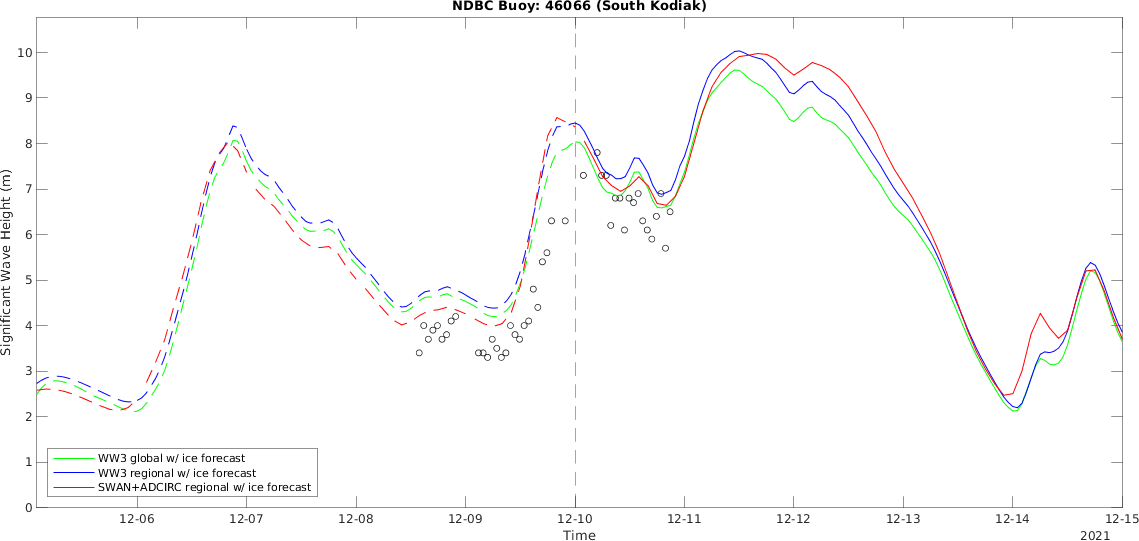 NDBC Buoy: 46066 (South Kodiak)
Significant Wave Height (m)
10
9
8
7
6
5
4
3
2
1
0
WW3 global w/ ice forecast
WW3 regional w/ ice forecast
SWAN+ADCIRC regional w/ ice forecast
12-06 12-07 12-08 12-09 12-10 12-11 12-12 12-13 12-14 12-15
Time
2021